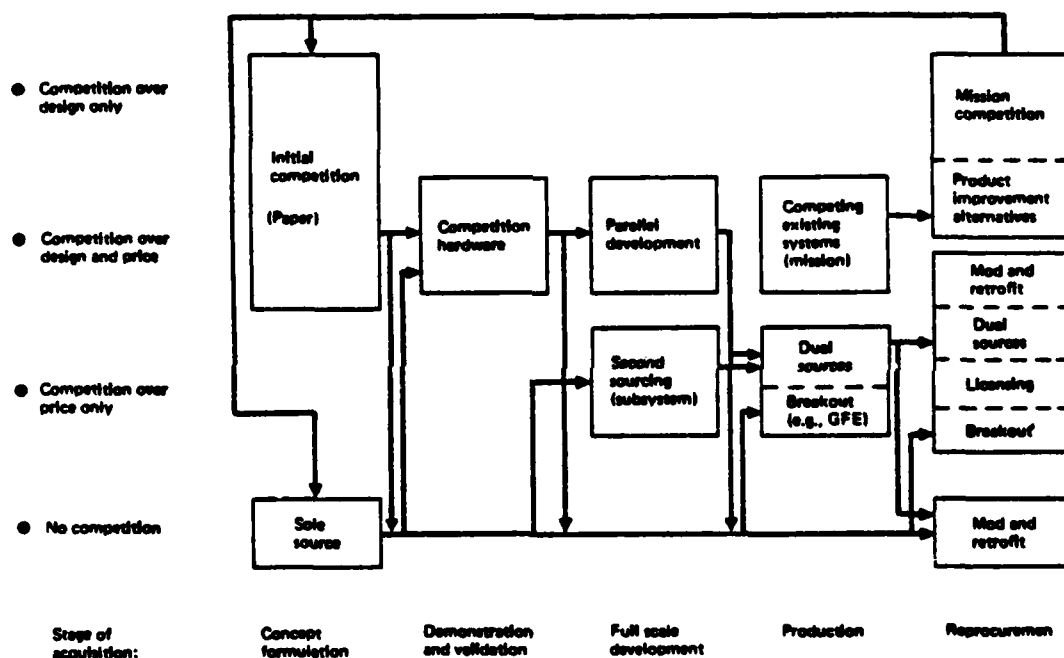 Competition over
design only
Competition over
design and price
Competition over
price only
No competition
Initial
competition
(Paper)
Sole
source
Competition
hardware
Parallel
development
Second
sourcing
(subsystem)
Competing
existing
systems
(mission)
Dual
sources
Breakout
(e.g., GFE)
Mission
competition
Product
improvement
alternatives
Mod and
retrofit
Dual
sources
Licensing
Breakout
Mod and
retrofit
Stage of
acquisition:
Concept
formulation
Demonstration
and validation
Full scale
development
Production
Reprocuremen